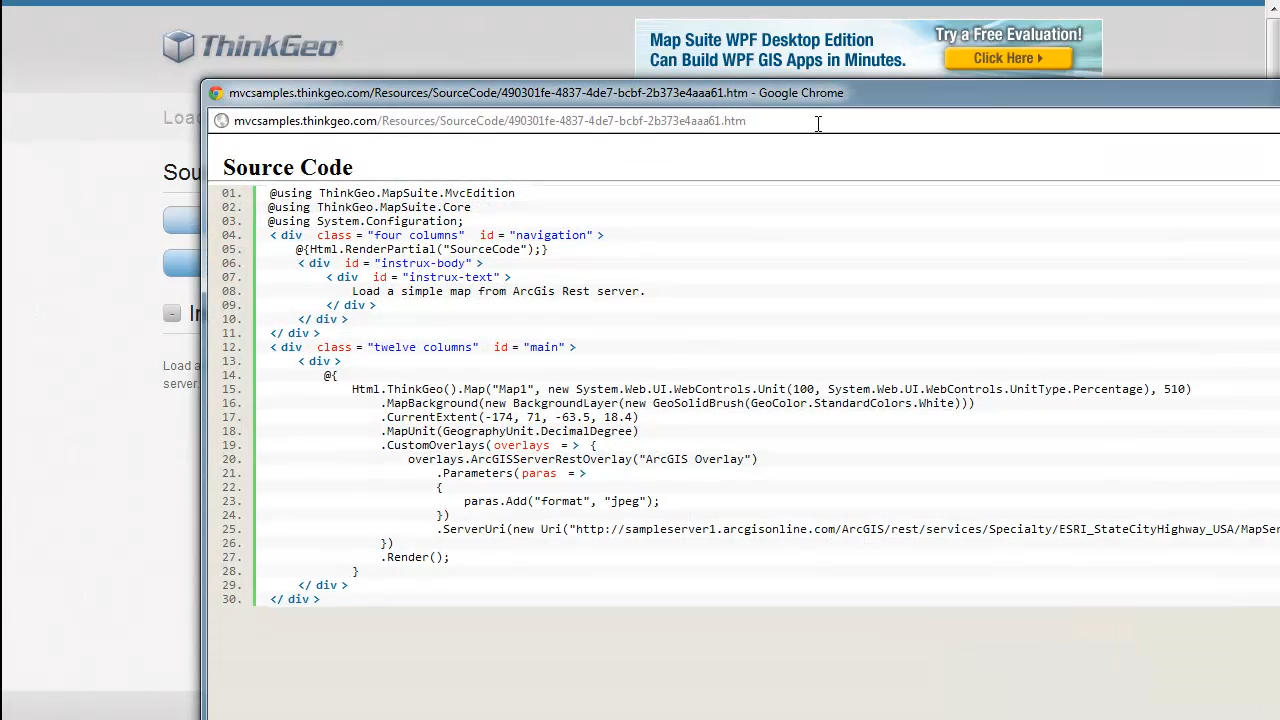 ThinkGeo
Map Suite WPF Desktop Edition
Can Build WPF GIS Apps in Minutes.
Try a Free Evaluation!
Click Here
mvcsamples.thinkgeo.com/Resources/SourceCode/490301fe-4837-4de7-bcbf-2b373e4aaa61.htm - Google Chrome
mvcsamples.thinkgeo.com/Resources/SourceCode/490301fe-4837-4de7-bcbf-2b373e4aaa61.htm
Loa
Sou
- In
Load a
server.
Source Code
01. @using ThinkGeo.MapSuite.MvcEdition
02. @using ThinkGeo.MapSuite.Core
03. @using System.Configuration;
04. < div  class = "four columns"  id = "navigation" >
05. @{Html.RenderPartial("SourceCode");}
06. < div  id = "instrux-body" >
07. < div  id = "instrux-text" >
08. Load a simple map from ArcGis Rest server.
09. </ div >
10. </ div >
11. </ div >
12. < div  class = "twelve columns"  id = "main" >
13. < div >
14. @{
15. Html.ThinkGeo().Map("Map1", new System.Web.UI.WebControls.Unit(100, System.Web.UI.WebControls.UnitType.Percentage), 510)
16. .MapBackground(new BackgroundLayer(new GeoSolidBrush(GeoColor.StandardColors.White)))
17. .CurrentExtent(-174, 71, -63.5, 18.4)
18. .MapUnit(GeographyUnit.DecimalDegree)
19. .CustomOverlays( overlays  = > {
20. overlays.ArcGISServerRestOverlay("ArcGIS Overlay")
21. .Parameters( paras  = >
22. {
23. paras.Add("format", "jpeg");
24. })
25. .ServerUri(new Uri("http://sampleserver1.arcgisonline.com/ArcGIS/rest/services/Specialty/ESRI_StateCityHighway_USA/MapSe
26. })
27. .Render();
28. }
29. </ div >
30. </ div >